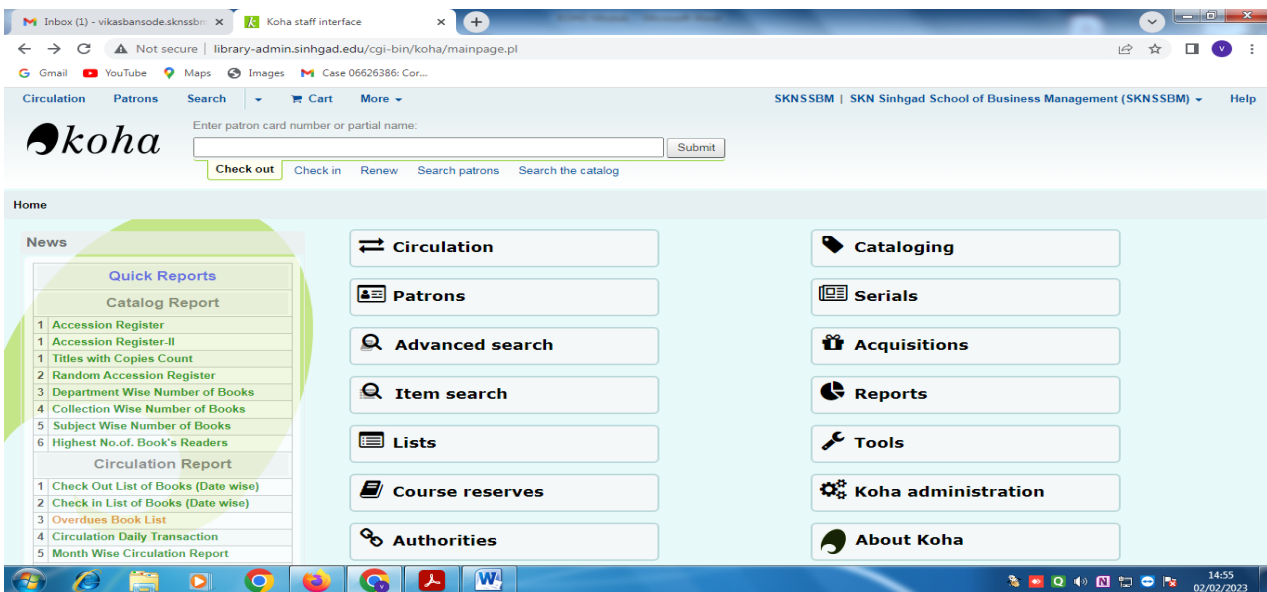 Inbox (1) - vikasbansode.sknssbm
Koha staff interface
Not secure | library-admin.sinhgad.edu/cgi-bin/koha/mainpage.pl
V
Gmail YouTube Maps Images Case 06626386: Cor...
Circulation Patrons Search Cart More SKNSSBM | SKN Sinhgad School of Business Management (SKNSSBM) Help
koha
Enter patron card number or partial name:
Submit
Check out Check in Renew Search patrons Search the catalog
Home
News
Quick Reports
Catalog Report
1 Accession Register
1 Accession Register-II
1 Titles with Copies Count
2 Random Accession Register
3 Department Wise Number of Books
4 Collection Wise Number of Books
5 Subject Wise Number of Books
6 Highest No.of. Book's Readers
Circulation Report
1 Check Out List of Books (Date wise)
2 Check in List of Books (Date wise)
3 Overdues Book List
4 Circulation Daily Transaction
5 Month Wise Circulation Report
Circulation
Patrons
Advanced search
Item search
Lists
Course reserves
Authorities
Cataloging
Serials
Acquisitions
Reports
Tools
Koha administration
About Koha
14:55
02/02/2023